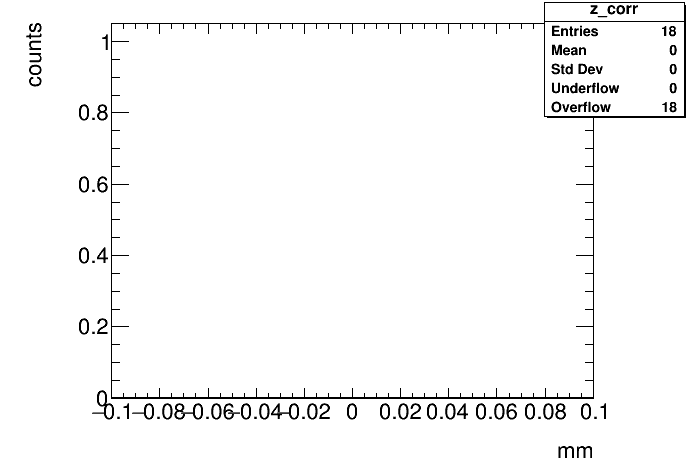 z_corr
Entries 18
Mean 0
Std Dev 0
Underflow 0
Overflow 18
counts
1
0.8
0.6
0.4
0.2
0
−0.1 −0.08 −0.06 −0.04 −0.02 0 0.02 0.04 0.06 0.08 0.1
mm